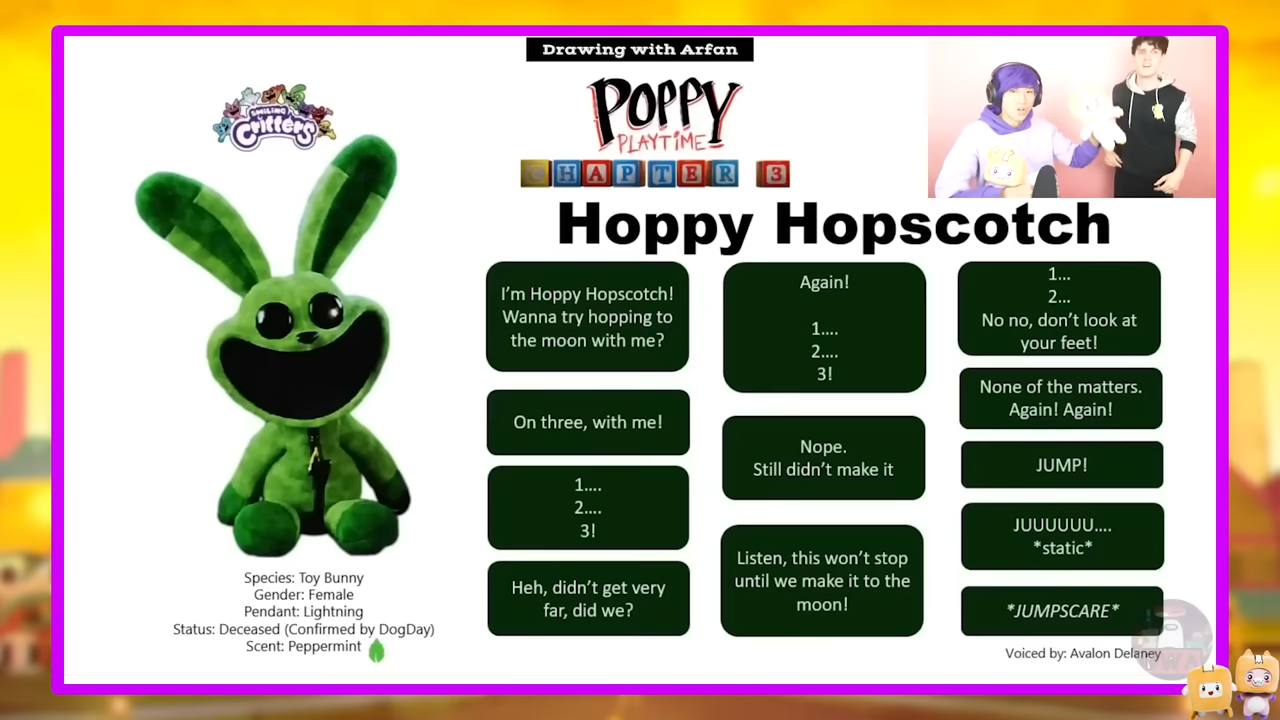 Drawing with Arfan
POPPY
PLAYTIME
CHAPTER 3
SMILING
Critters
Hoppy Hopscotch
I'm Hoppy Hopscotch!
Wanna try hopping to
the moon with me?
On three, with me!
1....
2....
3!
Heh, didn't get very
far, did we?
Again!
1....
2....
3!
Nope.
Still didn't make it
Listen, this won't stop
until we make it to the
moon!
1...
2...
No no, don't look at
your feet!
None of the matters.
Again! Again!
JUMP!
JUUUUUU....
*static*
*JUMPSCARE*
Species: Toy Bunny
Gender: Female
Pendant: Lightning
Status: Deceased (Confirmed by DogDay)
Scent: Peppermint
Voiced by: Avalon Delaney